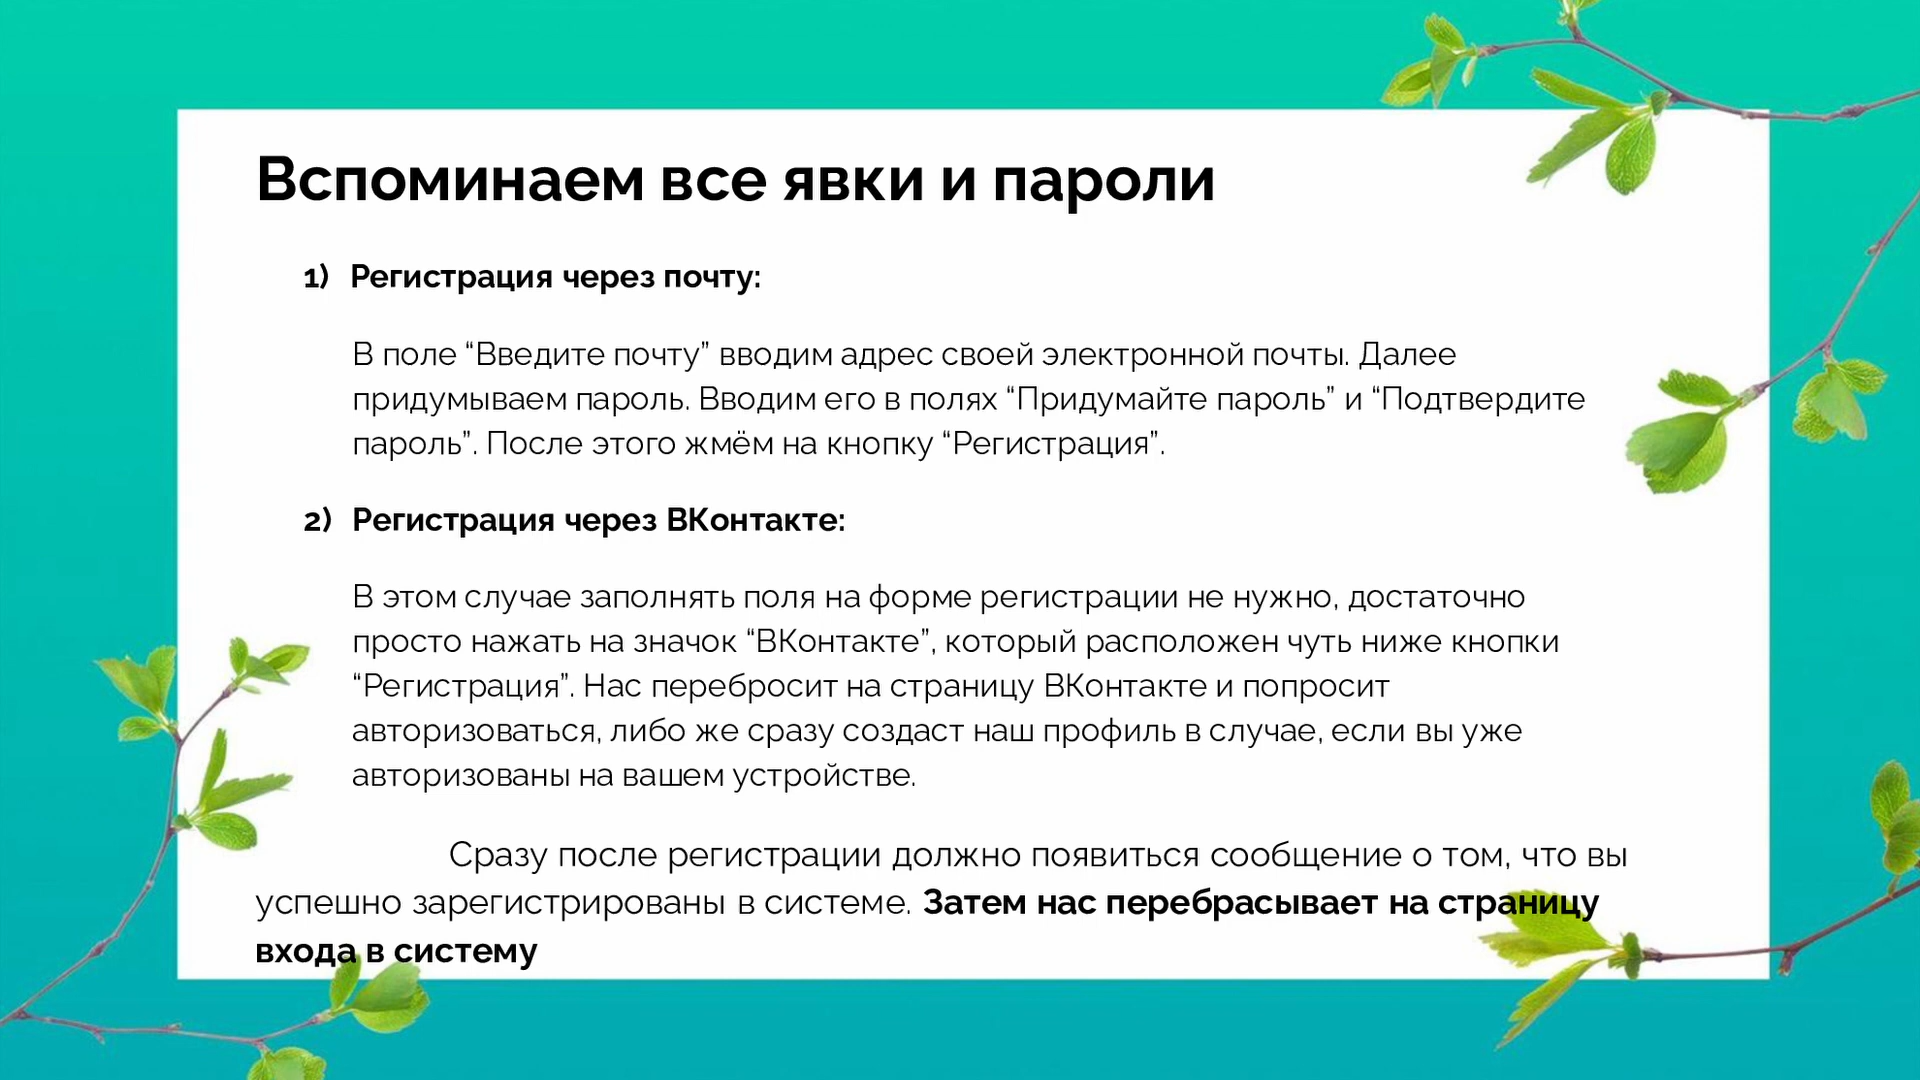 Вспоминаем все явки и пароли
1) Регистрация через почту:
В поле “Введите почту” вводим адрес своей электронной почты. Далее
придумываем пароль. Вводим его в полях “Придумайте пароль” и “Подтвердите
пароль”. После этого жмём на кнопку “Регистрация”.
2) Регистрация через ВКонтакте:
В этом случае заполнять поля на форме регистрации не нужно, достаточно
просто нажать на значок “ВКонтакте”, который расположен чуть ниже кнопки
“Регистрация”. Нас перебросит на страницу ВКонтакте и попросит
авторизоваться, либо же сразу создаст наш профиль в случае, если вы уже
авторизованы на вашем устройстве.
Сразу после регистрации должно появиться сообщение о том, что вы
успешно зарегистрированы в системе. Затем нас перебрасывает на страницу
входа в систему